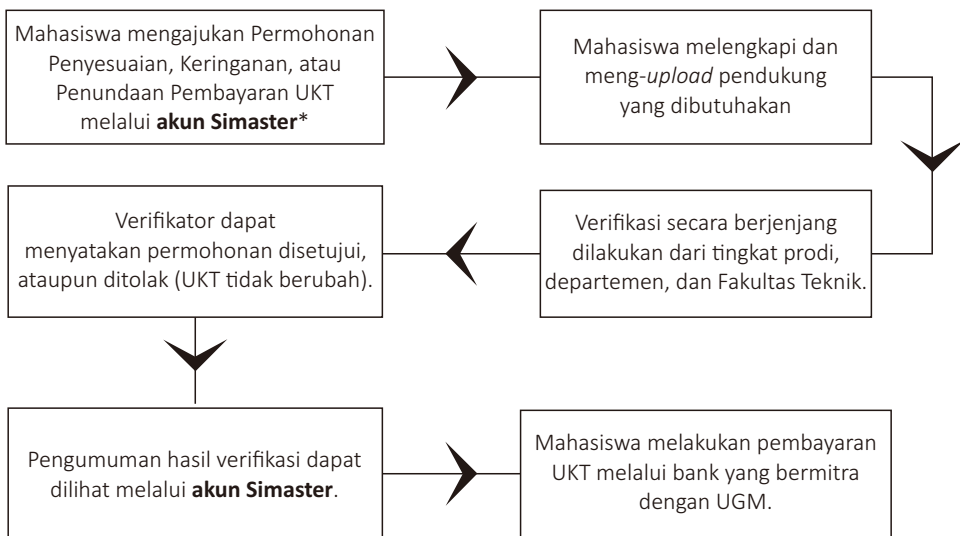 Mahasiswa mengajukan Permohonan
Penyesuaian, Keringanan, atau
Penundaan Pembayaran UKT
melalui akun Simaster*
Mahasiswa melengkapi dan
meng-upload pendukung
yang dibutuhakan
Verifikasi secara berjenjang
dilakukan dari tingkat prodi,
departemen, dan Fakultas Teknik.
Verifikator dapat
menyatakan permohonan disetujui,
ataupun ditolak (UKT tidak berubah).
Pengumuman hasil verifikasi dapat
dilihat melalui akun Simaster.
Mahasiswa melakukan pembayaran
UKT melalui bank yang bermitra
dengan UGM.